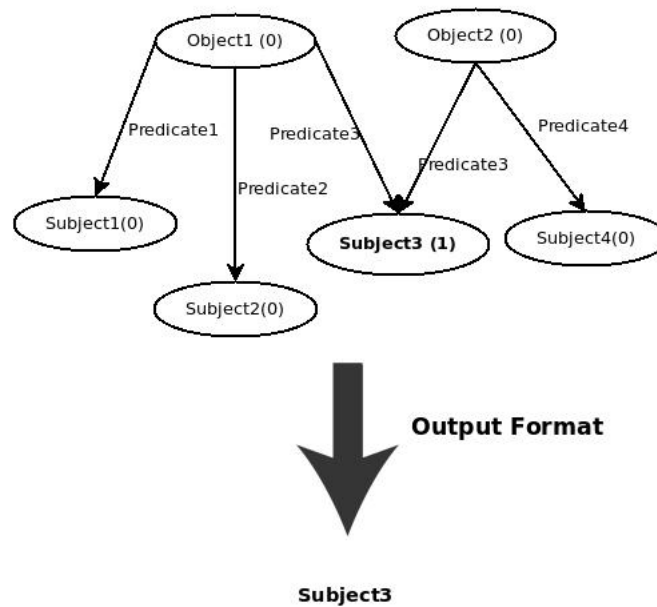 Object1 (0)
Object2 (0)
Predicate1
Predicate3
Predicate4
Predicate3
Predicate2
Subject1(0)
Subject3 (1)
Subject4(0)
Subject2(0)
Output Format
Subject3